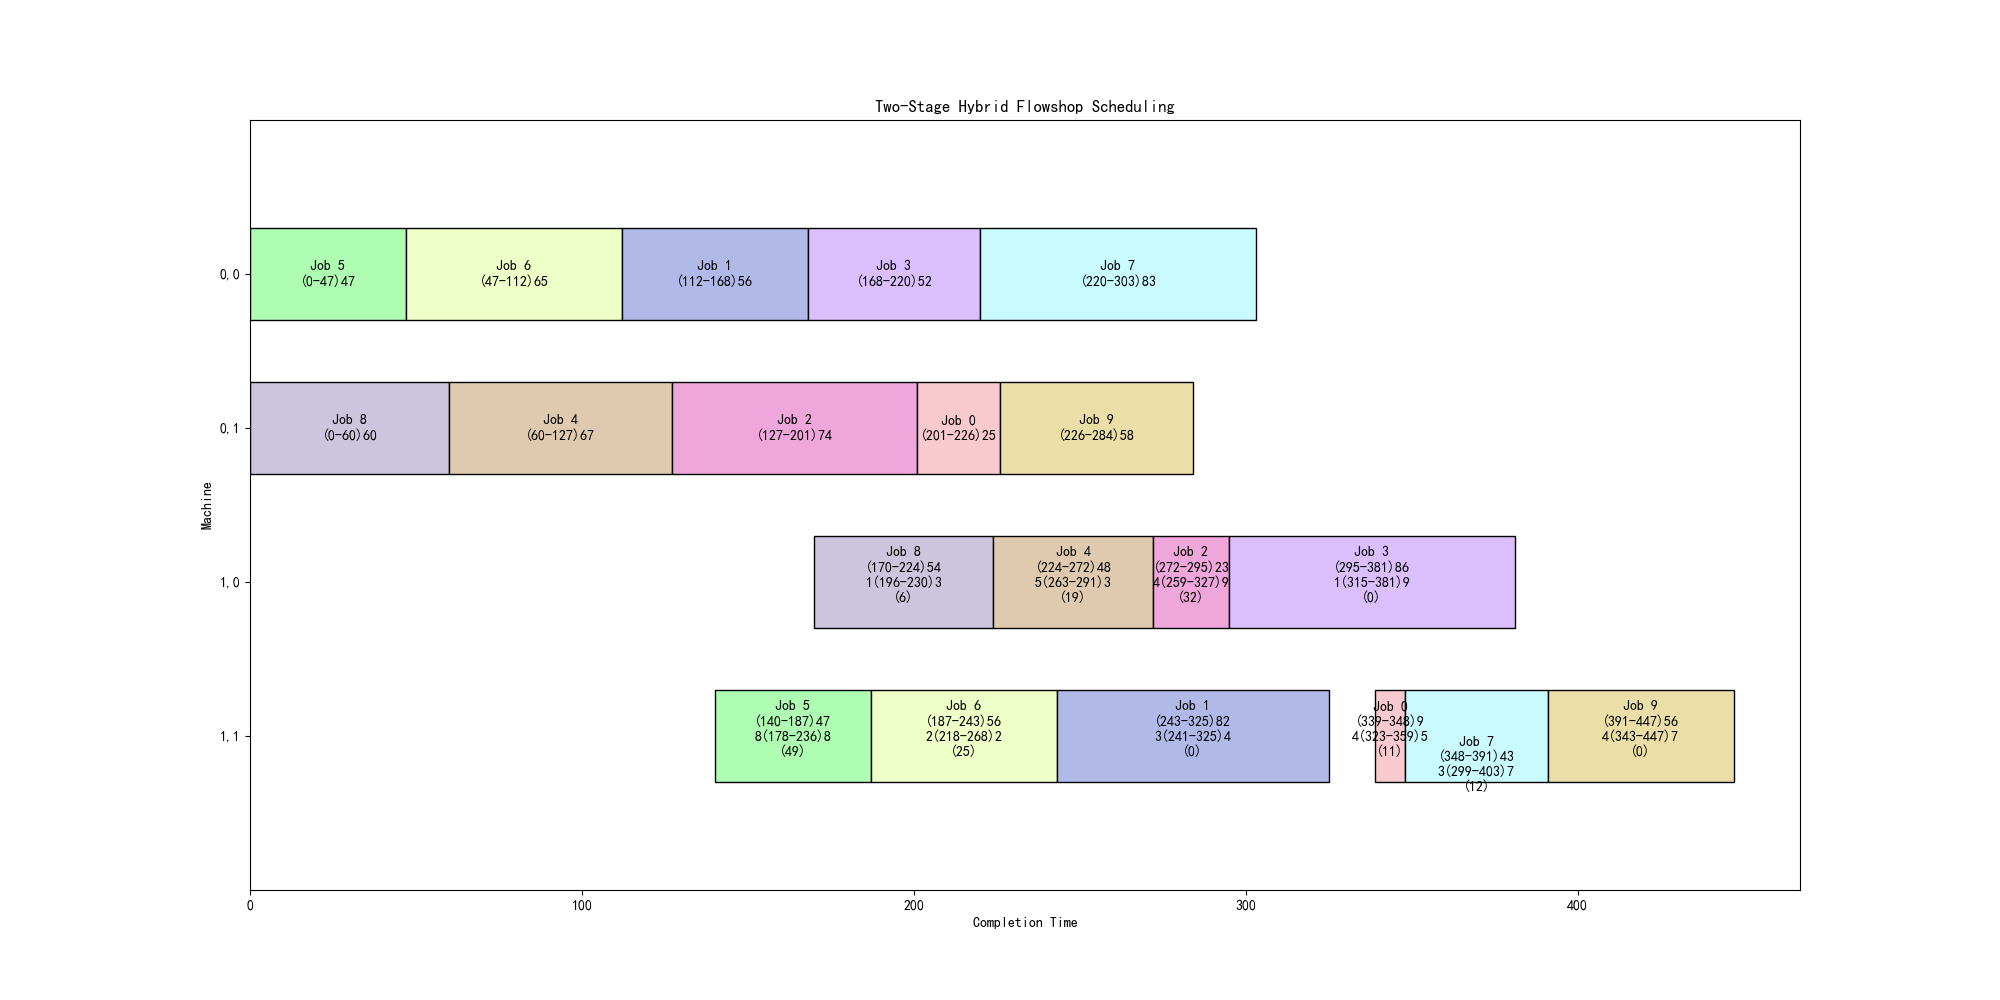 Two-Stage Hybrid Flowshop Scheduling
Machine
0,0
Job 5
(0-47)47
Job 6
(47-112)65
Job 1
(112-168)56
Job 3
(168-220)52
Job 7
(220-303)83
0,1
Job 8
(0-60)60
Job 4
(60-127)67
Job 2
(127-201)74
Job 0
(201-226)25
Job 9
(226-284)58
1,0
Job 8
(170-224)54
1(196-230)3
(6)
Job 4
(224-272)48
5(263-291)3
(19)
Job 2
(272-295)23
4(259-327)9
(32)
Job 3
(295-381)86
1(315-381)9
(0)
1,1
Job 5
(140-187)47
8(178-236)8
(49)
Job 6
(187-243)56
2(218-268)2
(25)
Job 1
(243-325)82
3(241-325)4
(0)
Job 0
(339-348)9
4(323-359)5
(11)
Job 7
(348-391)43
3(299-403)7
(12)
Job 9
(391-447)56
4(343-447)7
(0)
0
100
200
300
400
Completion Time